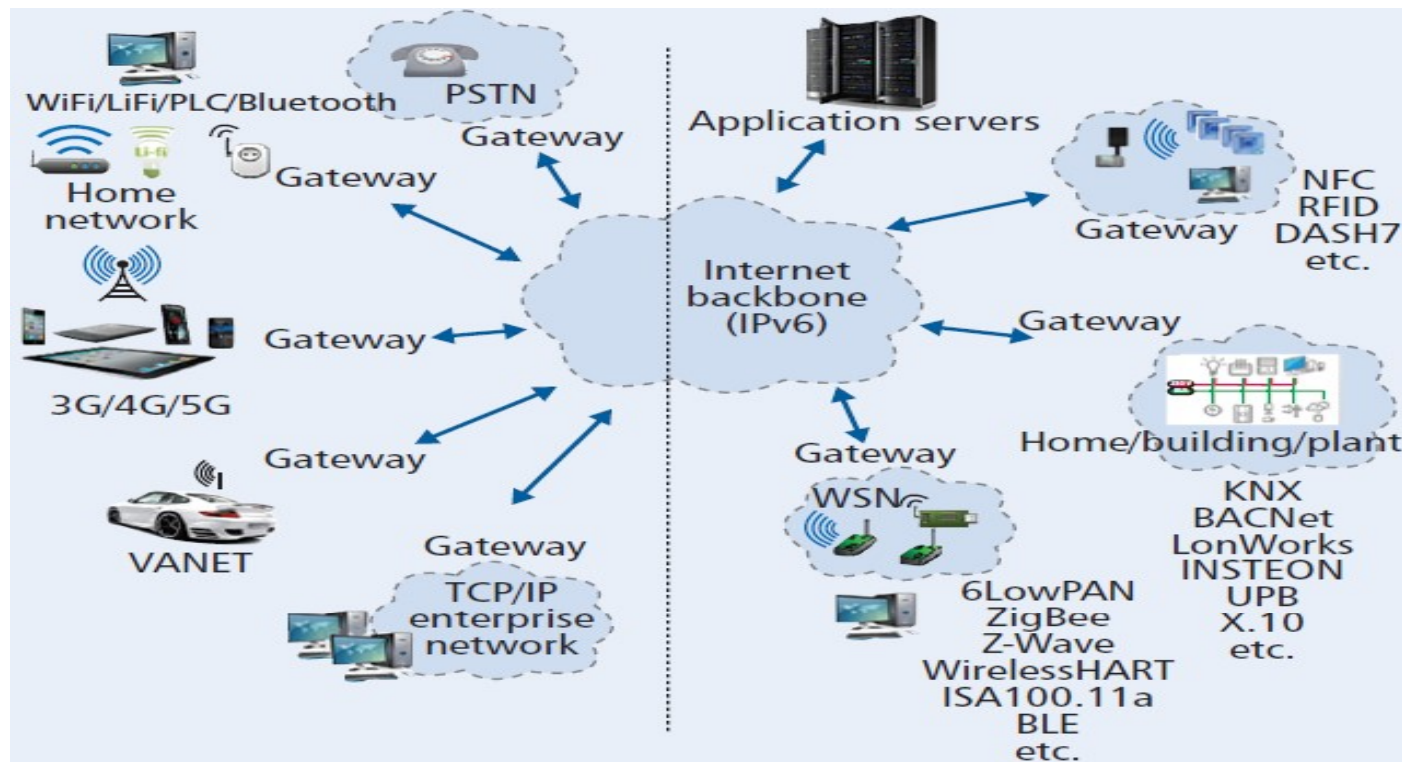 WiFi/LiFi/PLC/Bluetooth
PSTN
Gateway
Li-fi
Gateway
Home
network
Gateway
3G/4G/5G
Gateway
VANET
Gateway
TCP/IP
enterprise
network
Internet
backbone
(IPv6)
Application servers
Gateway
NFC
RFID
DASH7
etc.
Gateway
Home/building/plant
KNX
BACNet
LonWorks
INSTEON
UPB
X.10
etc.
Gateway
WSN
6LowPAN
ZigBee
Z-Wave
WirelessHART
ISA100.11a
BLE
etc.